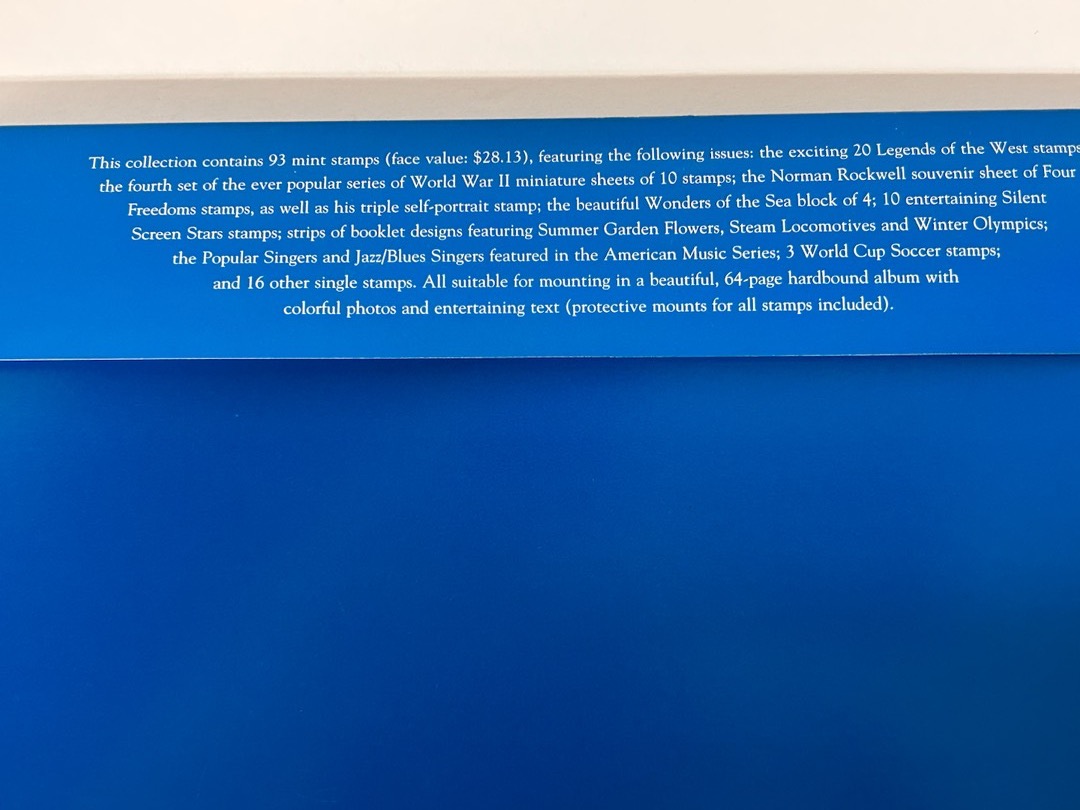 This collection contains 93 mint stamps (face value: $28.13), featuring the following issues: the exciting 20 Legends of the West stamps
the fourth set of the ever popular series of World War II miniature sheets of 10 stamps; the Norman Rockwell souvenir sheet of Four
Freedoms stamps, as well as his triple self-portrait stamp; the beautiful Wonders of the Sea block of 4; 10 entertaining Silent
Screen Stars stamps; strips of booklet designs featuring Summer Garden Flowers, Steam Locomotives and Winter Olympics;
the Popular Singers and Jazz/Blues Singers featured in the American Music Series; 3 World Cup Soccer stamps;
and 16 other single stamps. All suitable for mounting in a beautiful, 64-page hardbound album with
colorful photos and entertaining text (protective mounts for all stamps included).